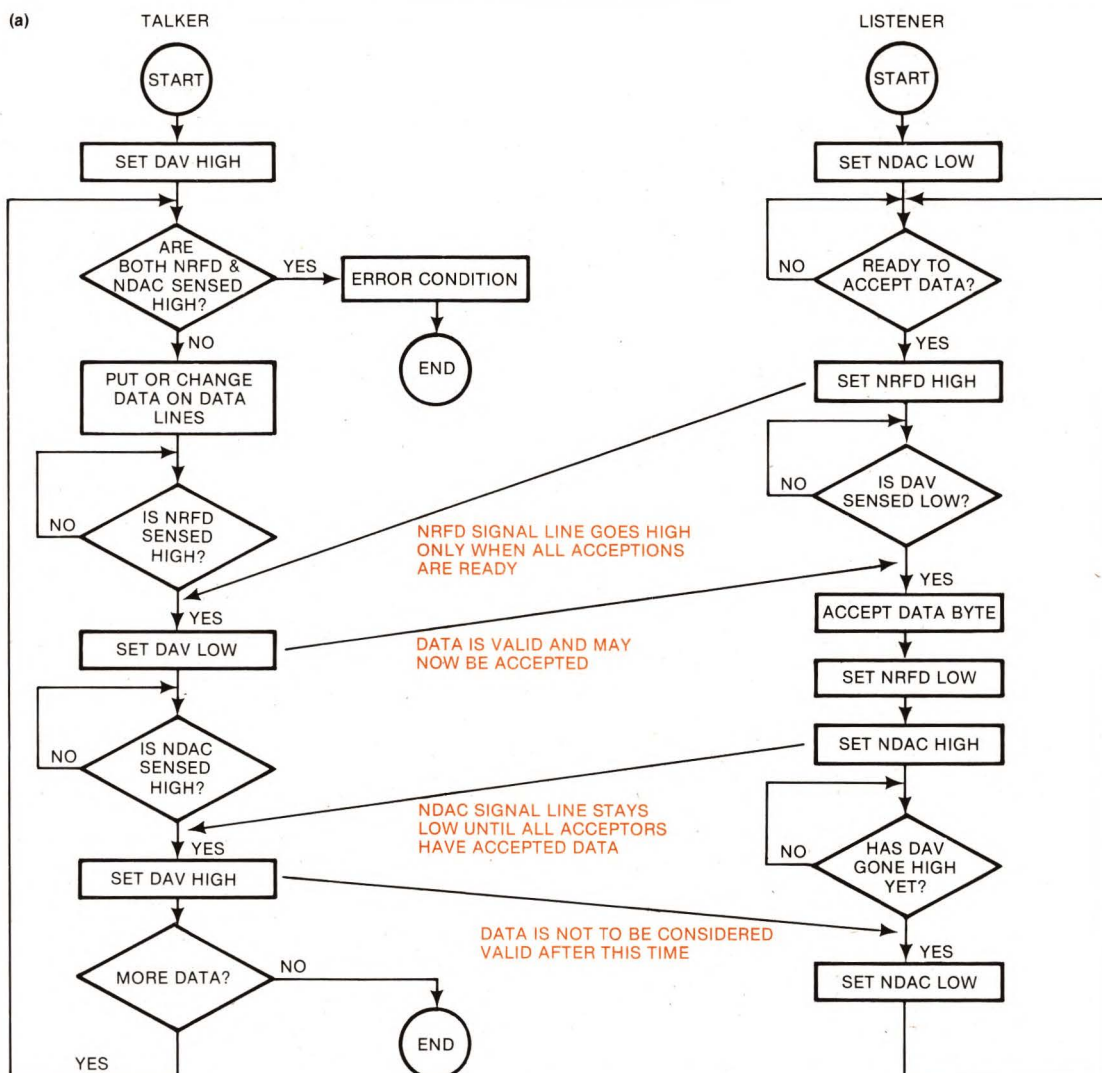 (a)
TALKER
START
SET DAV HIGH
ARE
BOTH NRFD &
NDAC SENSED
HIGH?
YES
ERROR CONDITION
END
NO
PUT OR CHANGE
DATA ON DATA
LINES
NO
IS NRFD
SENSED
HIGH?
YES
SET DAV LOW
NO
IS NDAC
SENSED
HIGH?
YES
SET DAV HIGH
MORE DATA?
NO
END
YES
NRFD SIGNAL LINE GOES HIGH
ONLY WHEN ALL ACCEPTIONS
ARE READY
DATA IS VALID AND MAY
NOW BE ACCEPTED
NDAC SIGNAL LINE STAYS
LOW UNTIL ALL ACCEPTORS
HAVE ACCEPTED DATA
DATA IS NOT TO BE CONSIDERED
VALID AFTER THIS TIME
LISTENER
START
SET NDAC LOW
NO
READY TO
ACCEPT DATA?
YES
SET NRFD HIGH
NO
IS DAV
SENSED LOW?
YES
ACCEPT DATA BYTE
SET NRFD LOW
SET NDAC HIGH
NO
HAS DAV
GONE HIGH
YET?
YES
SET NDAC LOW